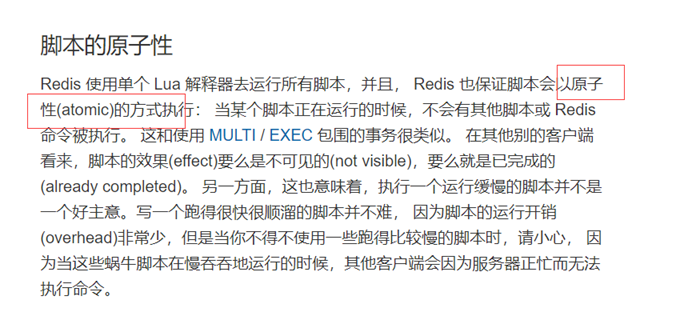 脚本的原子性
Redis 使用单个 Lua 解释器去运行所有脚本，并且， Redis 也保证脚本会以原子
性(atomic)的方式执行： 当某个脚本正在运行的时候，不会有其他脚本或 Redis
命令被执行。 这和使用 MULTI / EXEC 包围的事务很类似。 在其他别的客户端
看来，脚本的效果(effect)要么是不可见的(not visible)，要么就是已完成的
(already completed)。 另一方面，这也意味着，执行一个运行缓慢的脚本并不是
一个好主意。写一个跑得很快很顺溜的脚本并不难， 因为脚本的运行开销
(overhead)非常少，但是当你不得不使用一些跑得比较慢的脚本时，请小心， 因
为当这些蜗牛脚本在慢吞吞地运行的时候，其他客户端会因为服务器正忙而无法
执行命令。